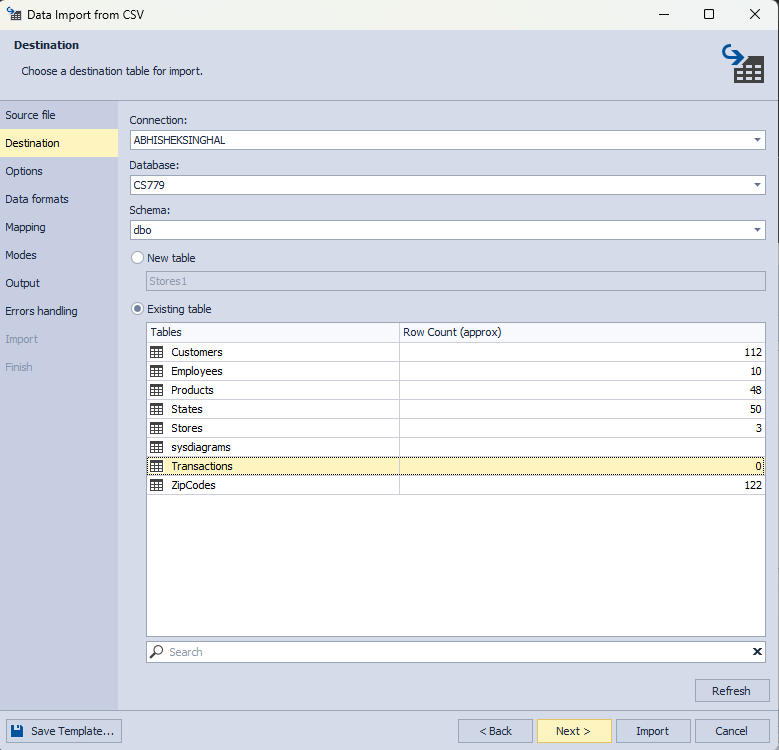 Data Import from CSV
Destination
Choose a destination table for import.
Source file
Destination
Options
Data formats
Mapping
Modes
Output
Errors handling
Import
Finish
Connection:
ABHISHEKSINGHAL
Database:
CS779
Schema:
dbo
New table
Stores1
Existing table
Tables Row Count (approx)
Customers 112
Employees 10
Products 48
States 50
Stores 3
sysdiagrams
Transactions 0
ZipCodes 122
Search
Refresh
Save Template... < Back Next > Import Cancel